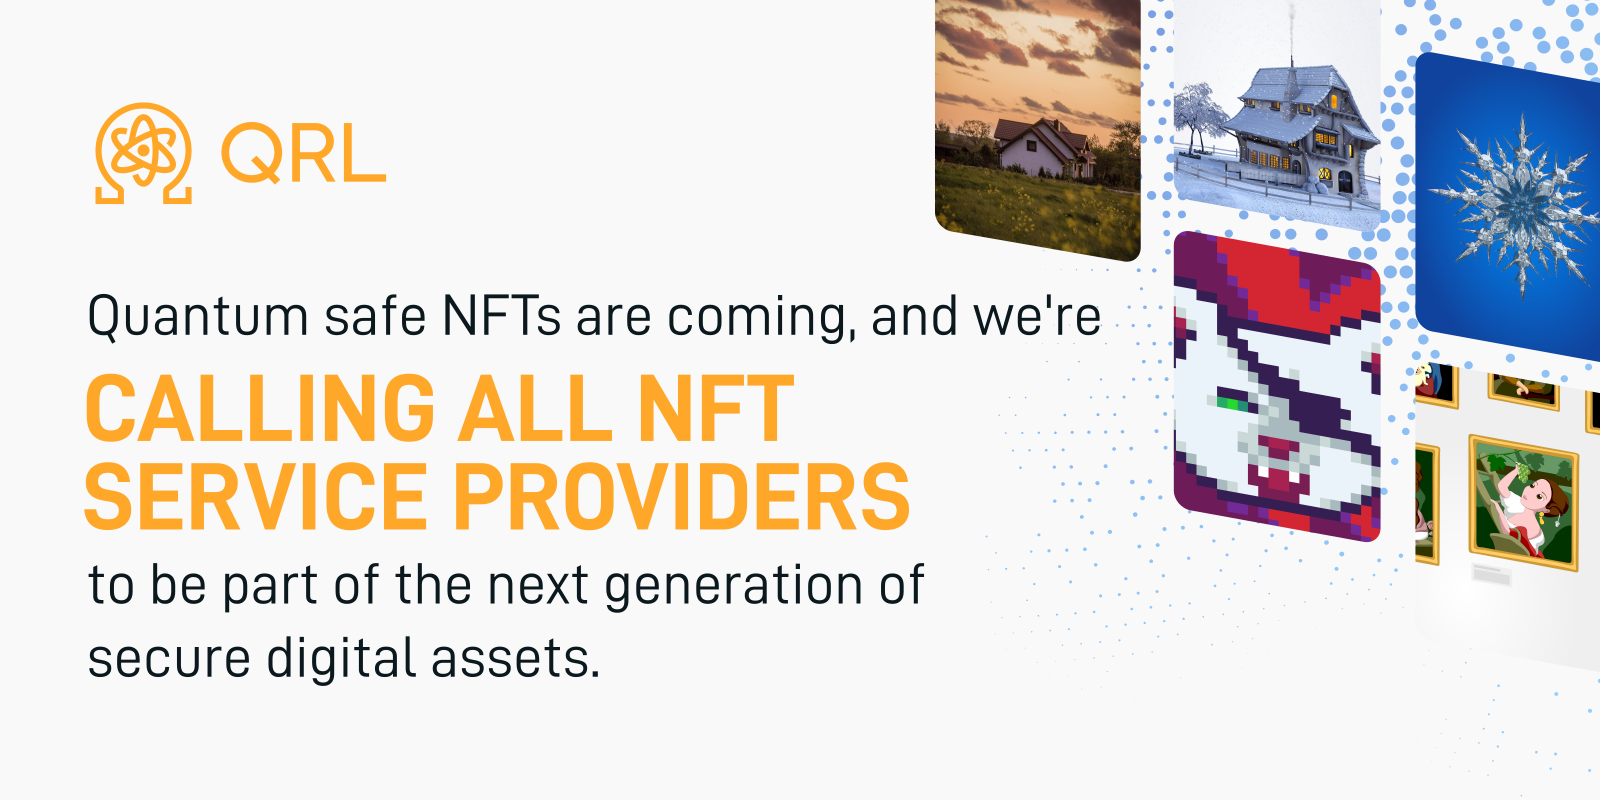 QRL
Quantum safe NFTs are coming, and we're
CALLING ALL NFT
SERVICE PROVIDERS
to be part of the next generation of
secure digital assets.